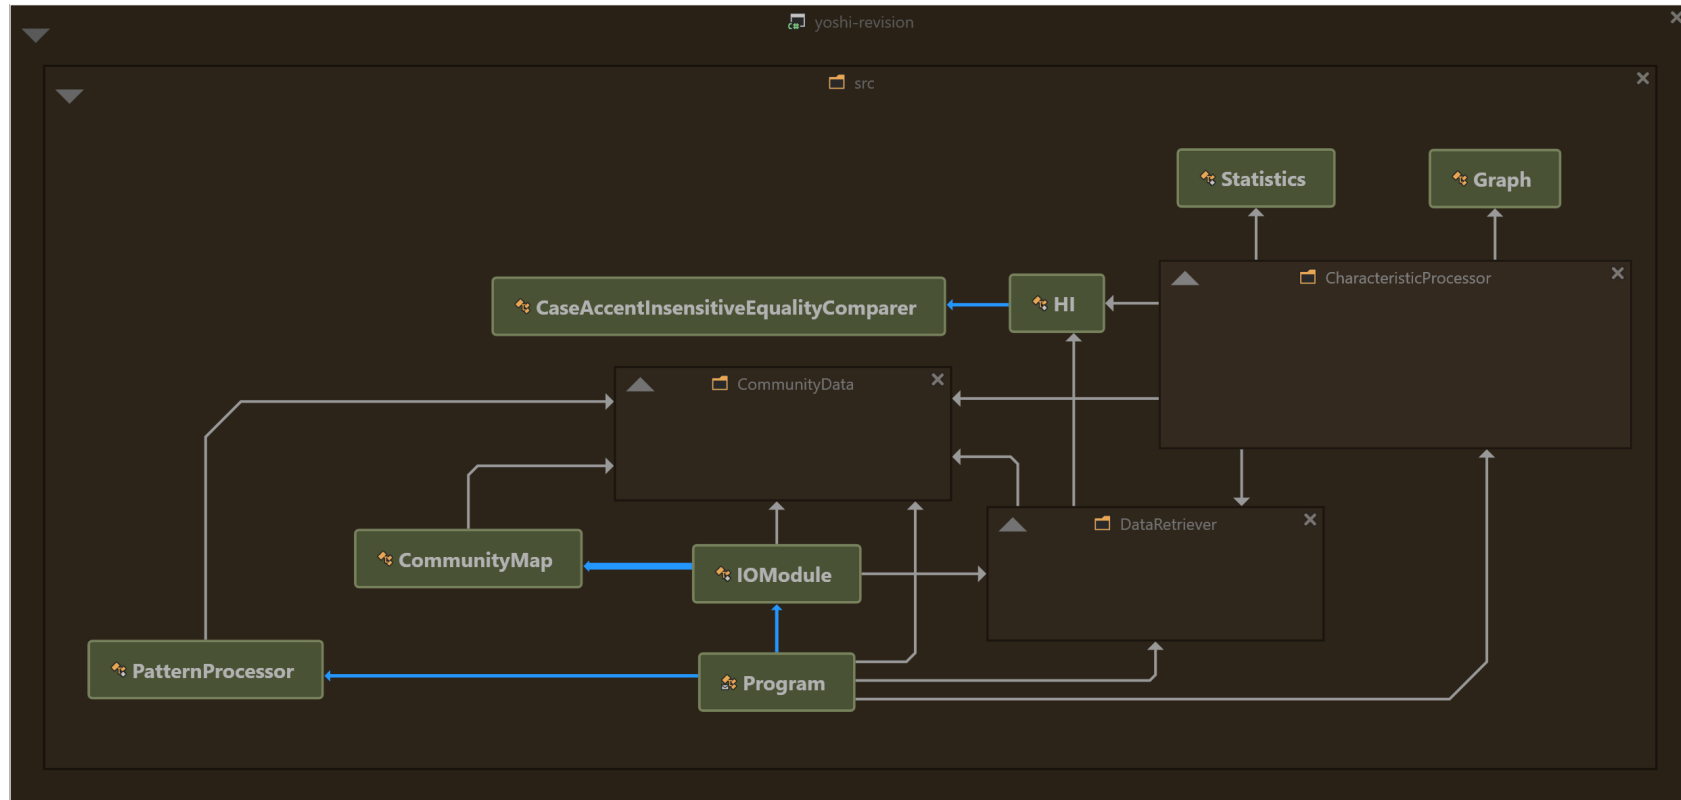 yoshi-revision
src
Statistics
Graph
CharacteristicProcessor
CaseAccentInsensitiveEqualityComparer
HI
CommunityData
DataRetriever
CommunityMap
IOModule
PatternProcessor
Program